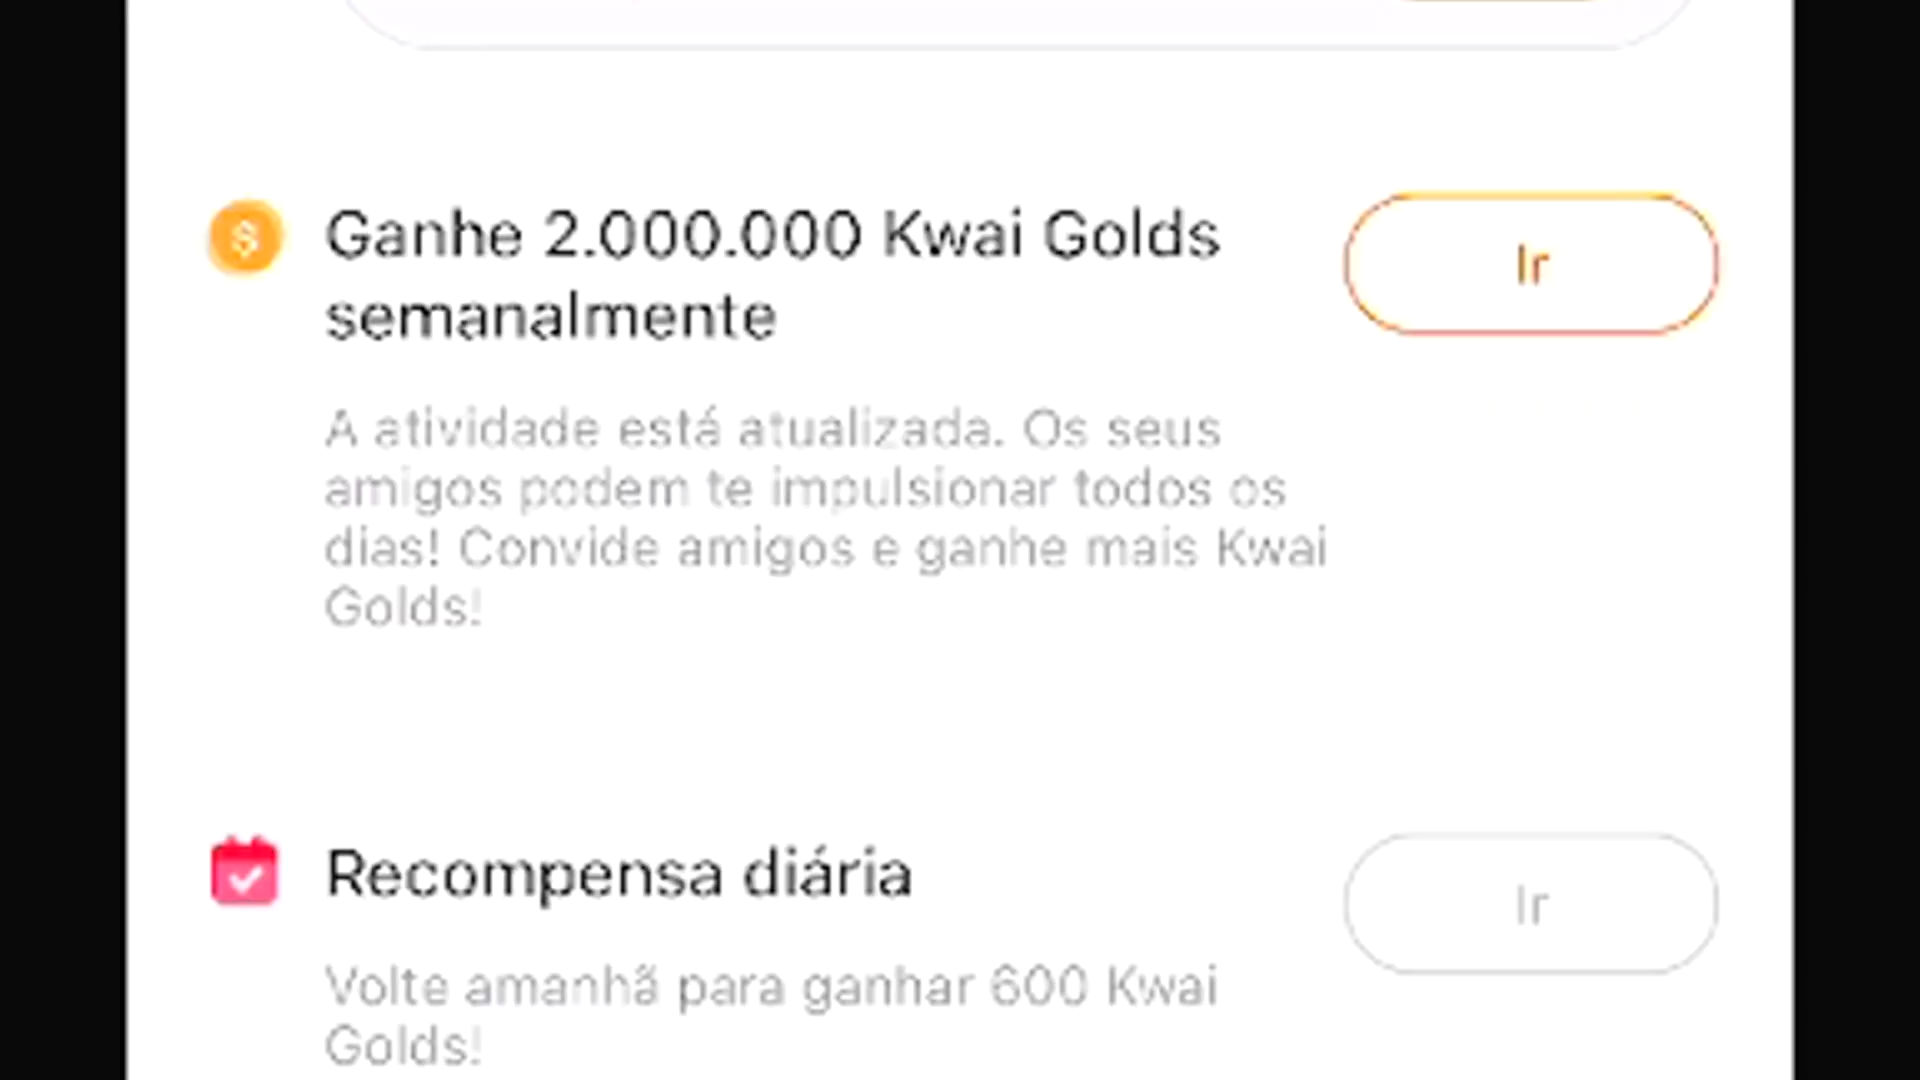 Ganhe 2.000.000 Kwai Golds
semanalmente
Ir
A atividade está atualizada. Os seus
amigos podem te impulsionar todos os
dias! Convide amigos e ganhe mais Kwai
Golds!
Recompensa diária
Ir
Volte amanhã para ganhar 600 Kwai
Golds!